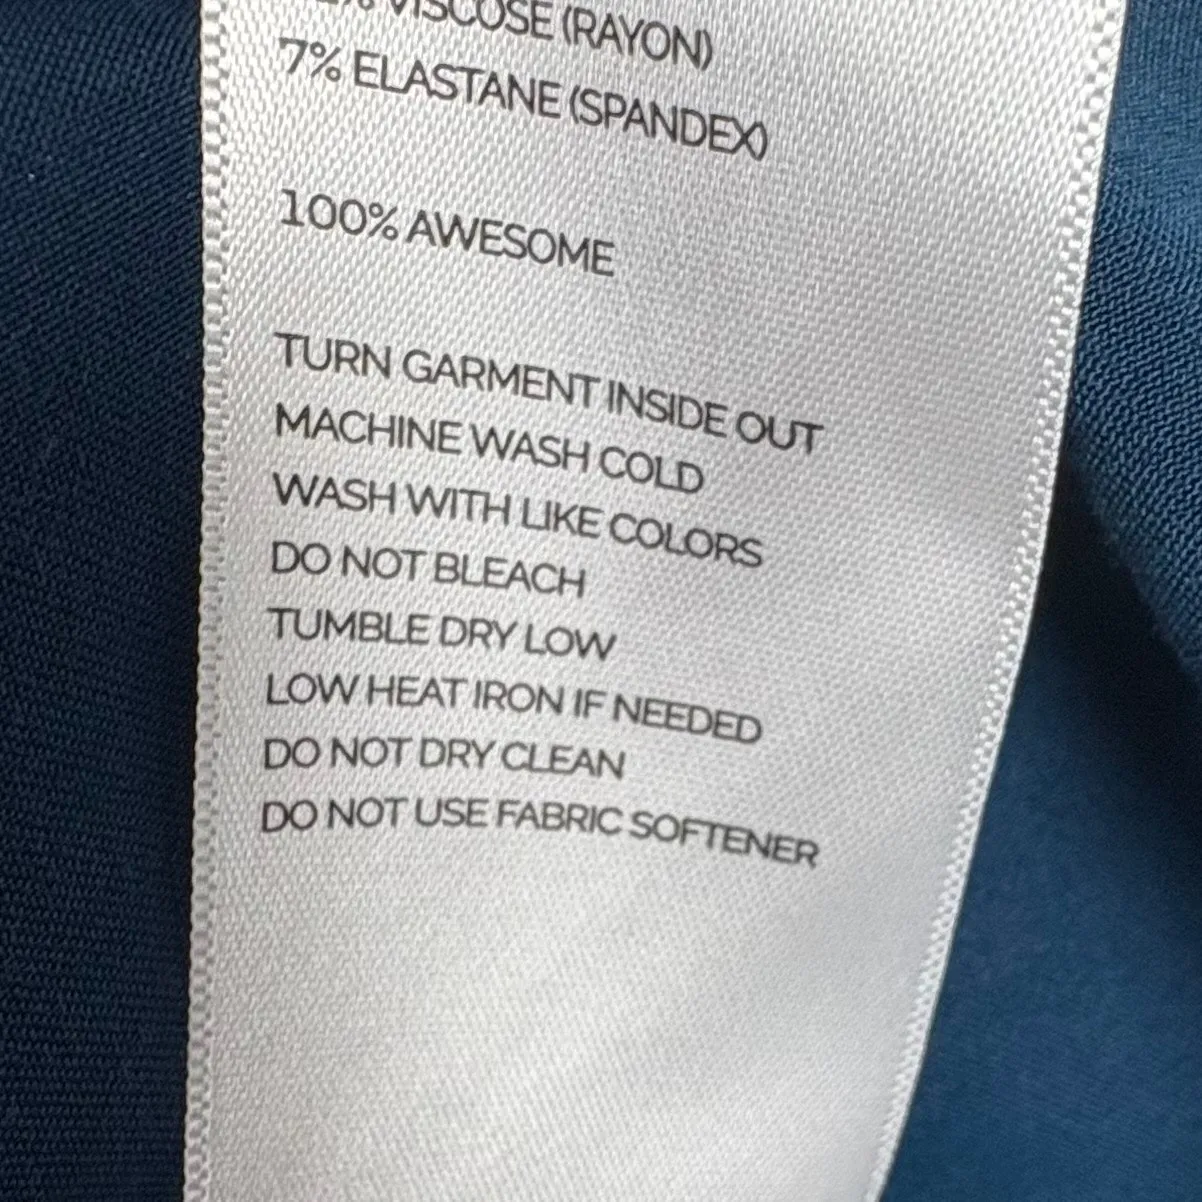 % VISCOSE (RAYON)
7% ELASTANE (SPANDEX)
100% AWESOME
TURN GARMENT INSIDE OUT
MACHINE WASH COLD
WASH WITH LIKE COLORS
DO NOT BLEACH
TUMBLE DRY LOW
LOW HEAT IRON IF NEEDED
DO NOT DRY CLEAN
DO NOT USE FABRIC SOFTENER